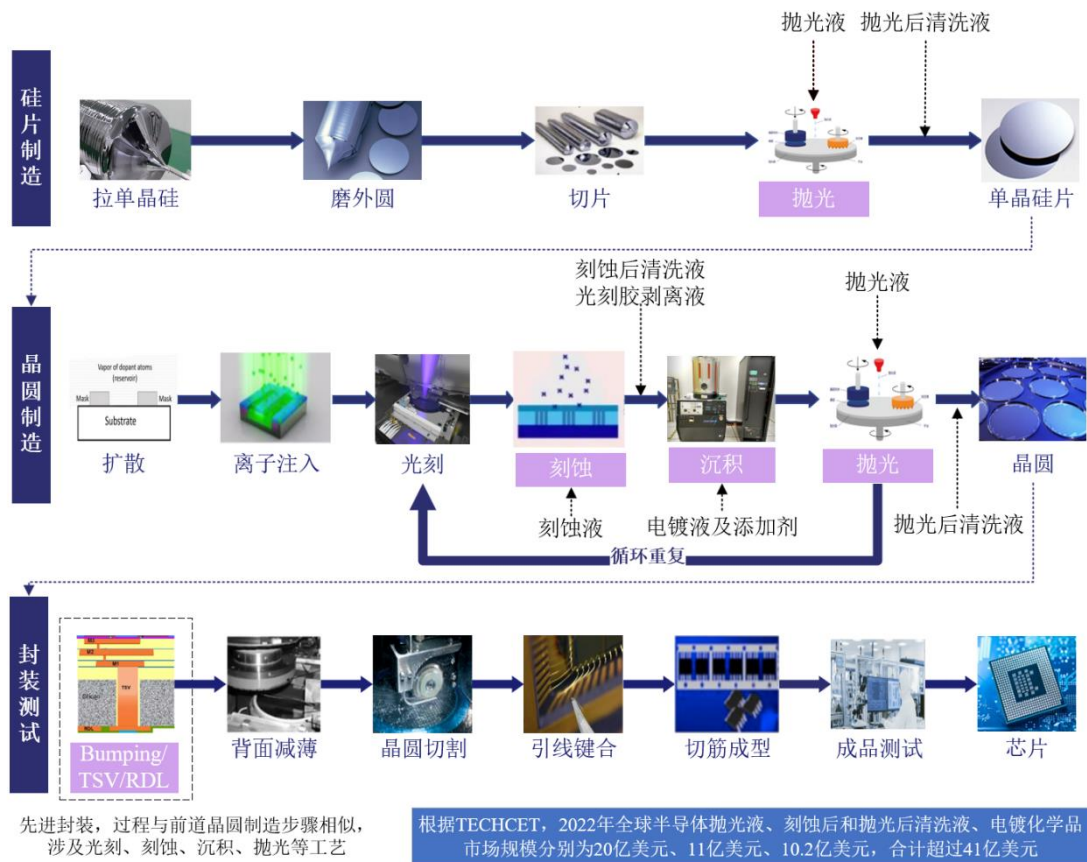 抛光液
抛光后清洗液
硅片制造
拉单晶硅
磨外圆
切片
抛光
单晶硅片
刻蚀后清洗液
光刻胶剥离液
抛光液
晶圆制造
Vapor of dopant atoms
(reservoir)
Mask
Mask
Substrate
扩散
离子注入
光刻
刻蚀
沉积
抛光
晶圆
刻蚀液
电镀液及添加剂
抛光后清洗液
循环重复
封装测试
M2
M1
TSV
RDL
Bumping/
TSV/RDL
背面减薄
晶圆切割
引线键合
切筋成型
成品测试
芯片
先进封装，过程与前道晶圆制造步骤相似，
涉及光刻、刻蚀、沉积、抛光等工艺
根据TECHCET，2022年全球半导体抛光液、刻蚀后和抛光后清洗液、电镀化学品
市场规模分别为20亿美元、11亿美元、10.2亿美元，合计超过41亿美元